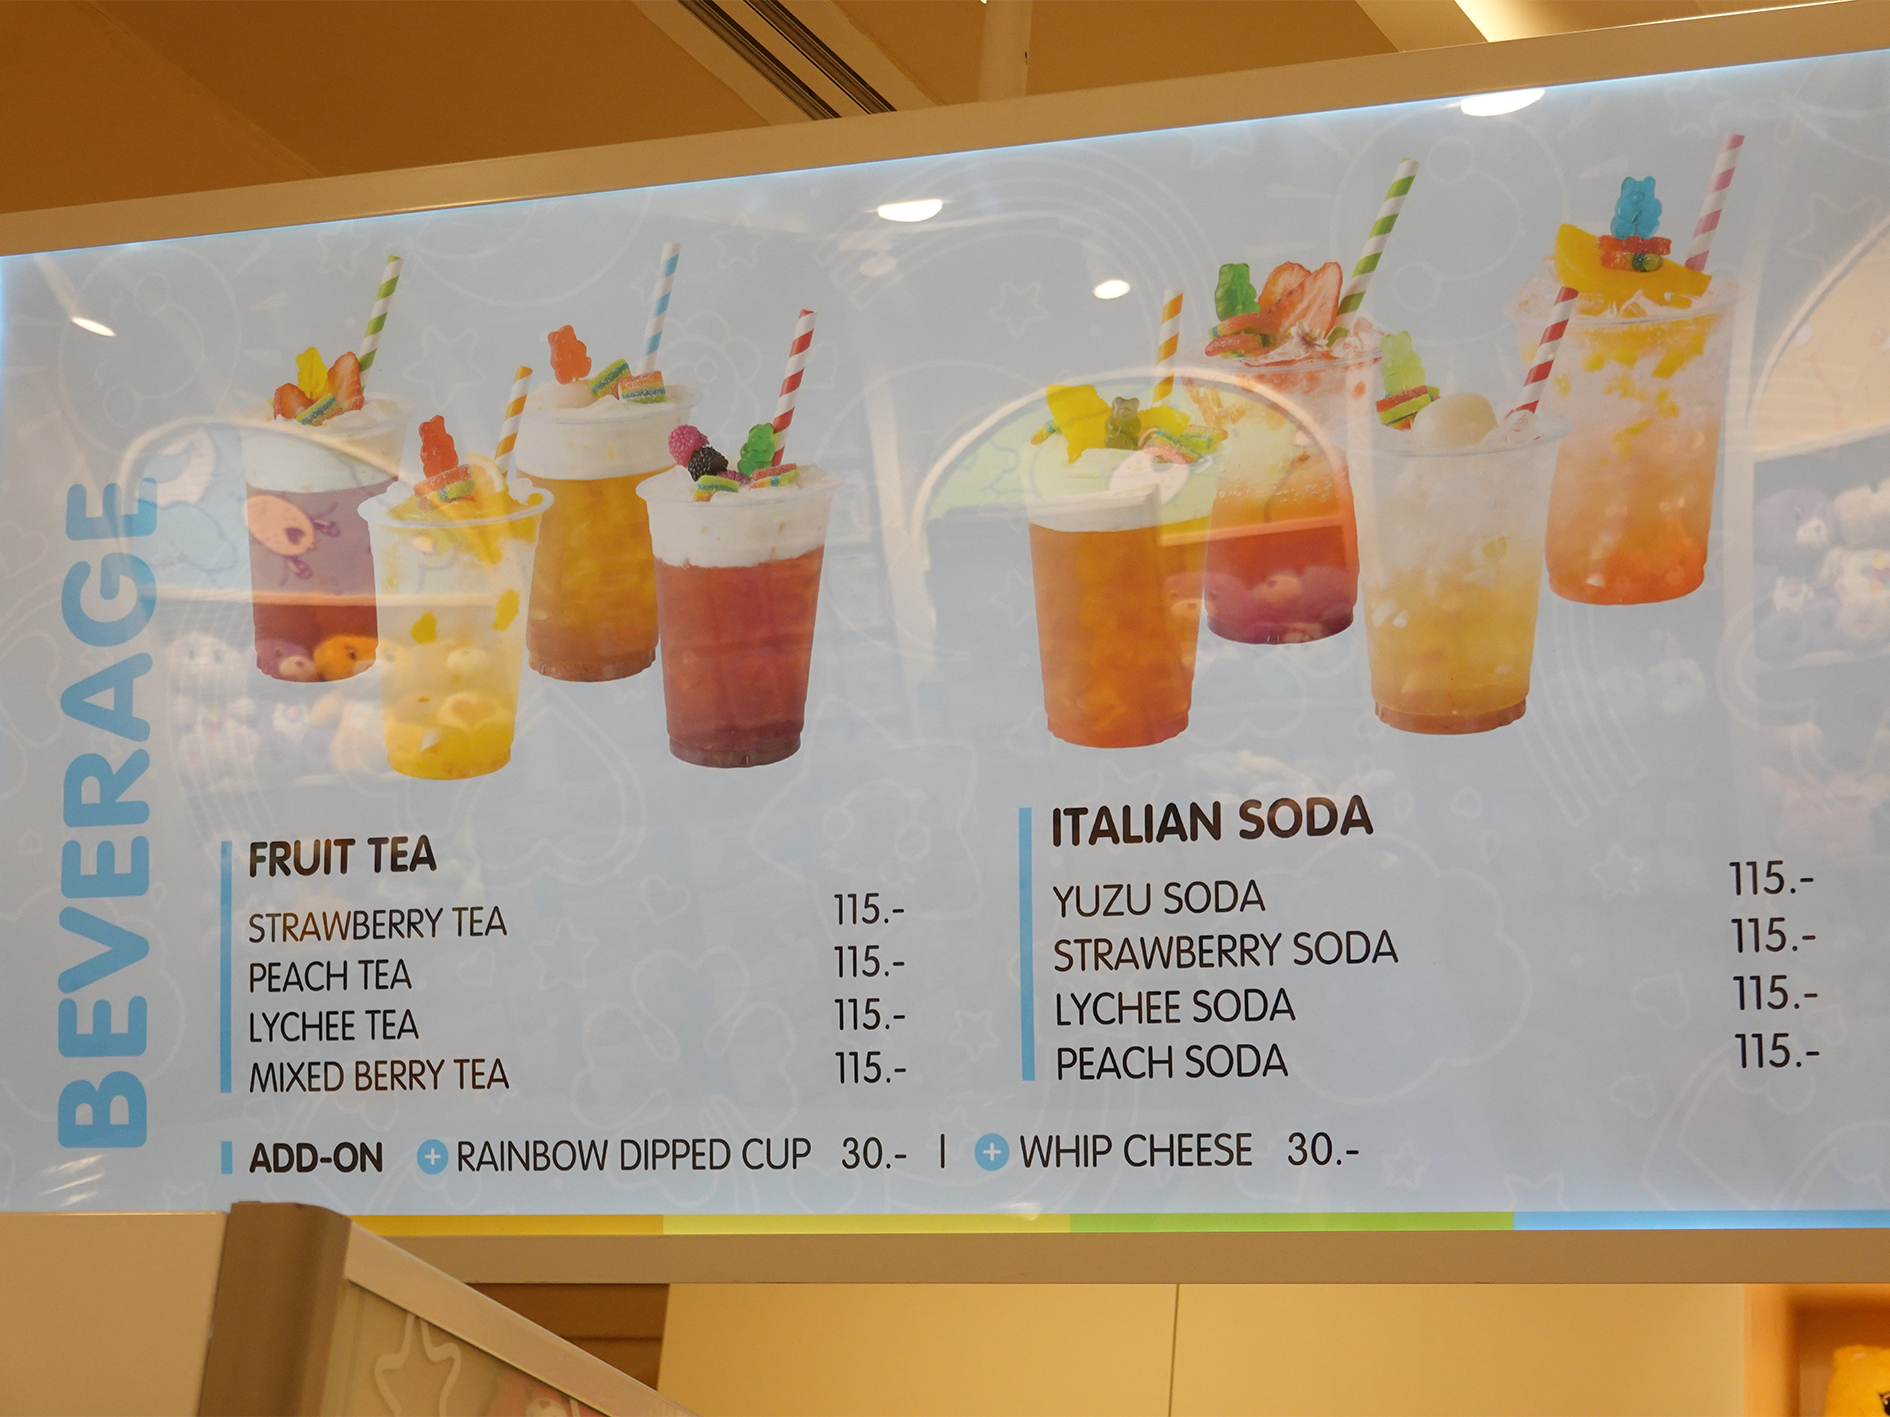 BEVERAGE
FRUIT TEA
STRAWBERRY TEA 115.-
PEACH TEA 115.-
LYCHEE TEA 115.-
MIXED BERRY TEA 115.-
ITALIAN SODA
YUZU SODA 115.-
STRAWBERRY SODA 115.-
LYCHEE SODA 115.-
PEACH SODA 115.-
ADD-ON + RAINBOW DIPPED CUP 30.- | + WHIP CHEESE 30.-